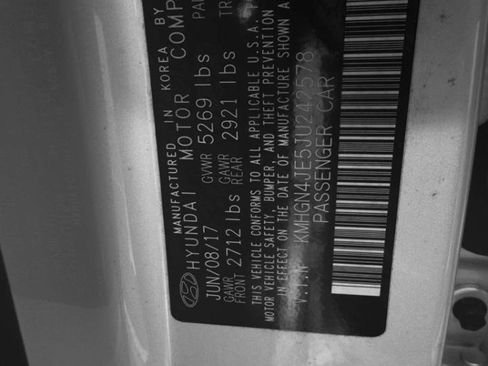 MANUFACTURED IN KOREA BY
HYUNDAI MOTOR COMP
JUN/08/17 GVWR 5269 lbs PA
GAWR FRONT 2712 lbs GAWR REAR 2921 lbs TR
THIS VEHICLE CONFORMS TO ALL APPLICABLE U.S.A. F
MOTOR VEHICLE SAFETY, BUMPER, AND THEFT PREVENTION
IN EFFECT ON THE DATE OF MANUFACTURE SHOWN A
V.I.N KMHGN4JE5JU242578
PASSENGER CAR